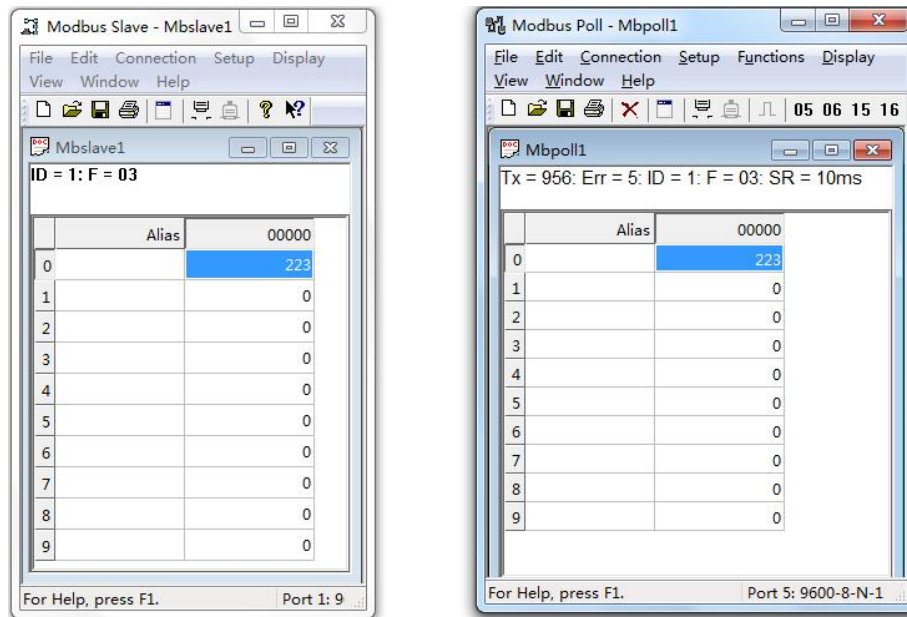 Modbus Slave - Mbslave1
File Edit Connection Setup Display
View Window Help
Mbslave1
ID = 1: F = 03
Alias 00000
0 223
1 0
2 0
3 0
4 0
5 0
6 0
7 0
8 0
9 0
For Help, press F1. Port 1: 9
Modbus Poll - Mbpoll1
File Edit Connection Setup Functions Display
View Window Help
05 06 15 16
Mbpoll1
Tx = 956: Err = 5: ID = 1: F = 03: SR = 10ms
Alias 00000
0 223
1 0
2 0
3 0
4 0
5 0
6 0
7 0
8 0
9 0
For Help, press F1. Port 5: 9600-8-N-1